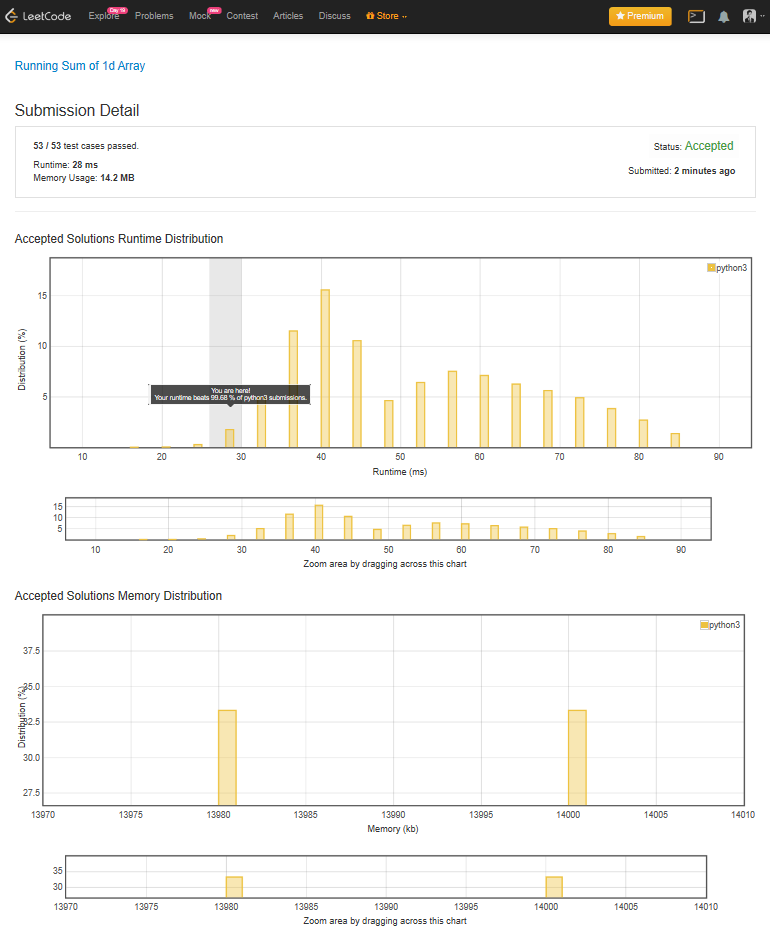 LeetCode Explore Day 19 Problems Mock new Contest Articles Discuss Store Premium
Running Sum of 1d Array
Submission Detail
53 / 53 test cases passed.
Status: Accepted
Runtime: 28 ms
Memory Usage: 14.2 MB
Submitted: 2 minutes ago
Accepted Solutions Runtime Distribution
python3
Distribution (%)
15
10
5
You are here!
Your runtime beats 99.68 % of python3 submissions.
10 20 30 40 50 60 70 80 90
Runtime (ms)
15
10
5
10 20 30 40 50 60 70 80 90
Zoom area by dragging across this chart
Accepted Solutions Memory Distribution
python3
Distribution (%)
37.5
35.0
32.5
30.0
27.5
13970 13975 13980 13985 13990 13995 14000 14005 14010
Memory (kb)
35
30
13970 13975 13980 13985 13990 13995 14000 14005 14010
Zoom area by dragging across this chart